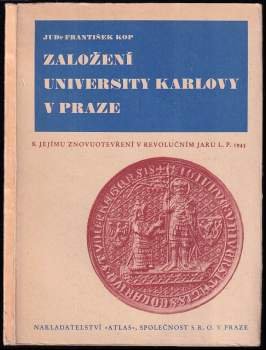 JUDr FRANTIŠEK KOP
ZALOŽENÍ
UNIVERSITY KARLOVY
V PRAZE
K JEJÍMU ZNOVUOTEVŘENÍ V REVOLUČNÍM JARU L. P. 1945
NAKLADATELSTVÍ »ATLAS«, SPOLEČNOST S R. O. V PRAZE